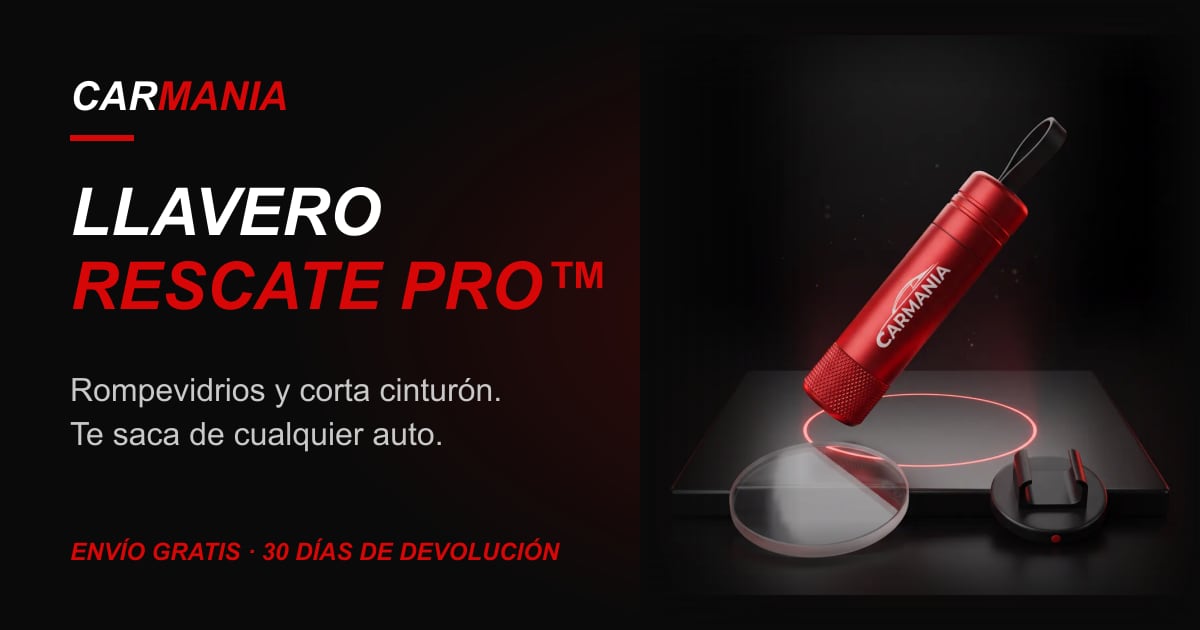 CARMANIA
LLAVERO
RESCATE PRO™
Rompevidrios y corta cinturón.
Te saca de cualquier auto.
ENVÍO GRATIS · 30 DÍAS DE DEVOLUCIÓN
CARMANIA